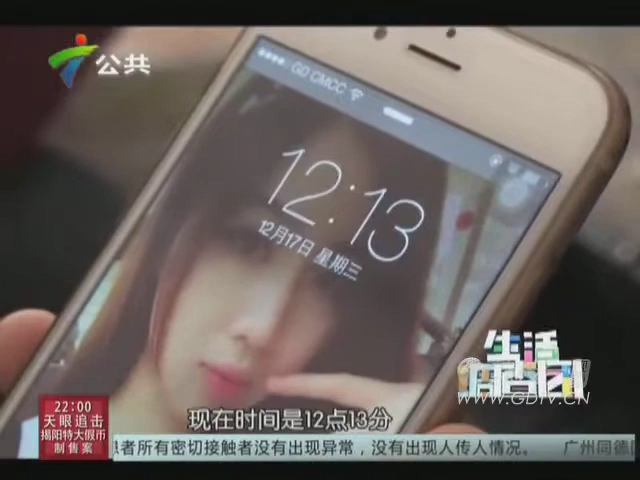 公共
GD CMCC
12:13
12月17日 星期三
生活
WWW.GDTV.CN
现在时间是12点13分
22:00
天眼追击
揭阳特大假币
制售案
患者所有密切接触者没有出现异常，没有出现人传人情况。 广州同德